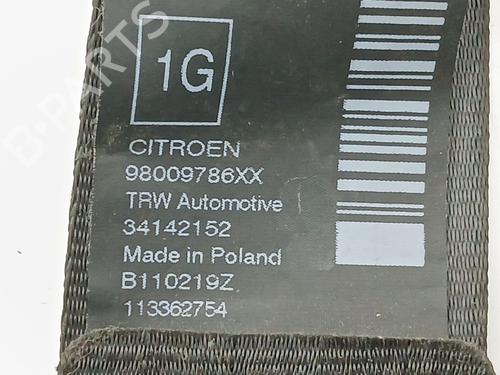 B-PARTS
1G
CITROEN
98009786XX
TRW Automotive
34142152
Made in Poland
B110219Z
113362754